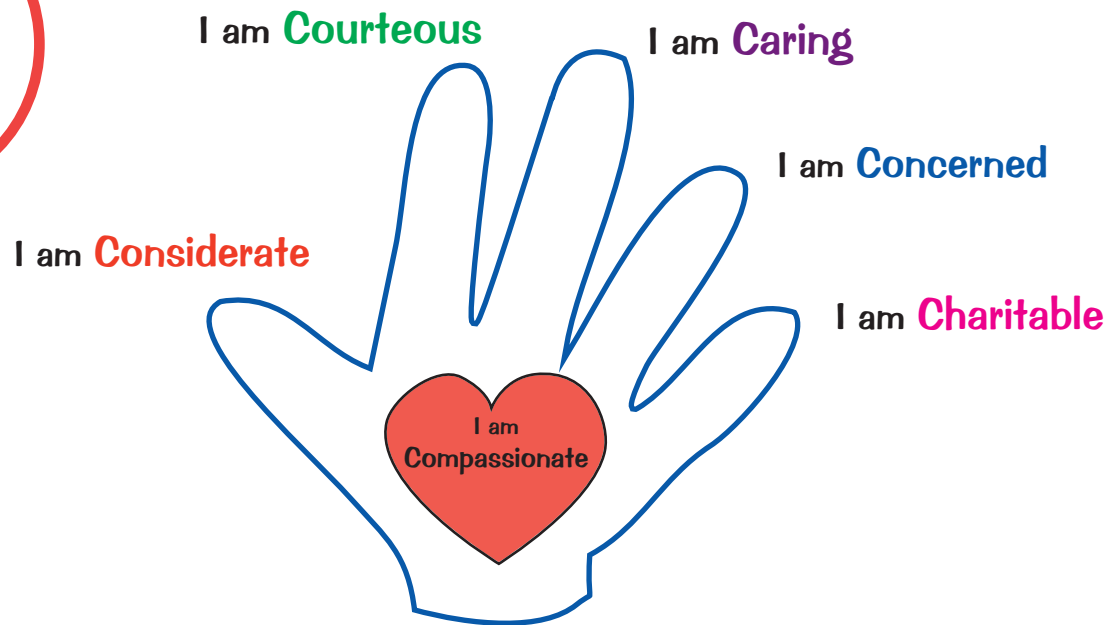 I am Courteous
I am Caring
I am Concerned
I am Considerate
I am Charitable
I am
Compassionate